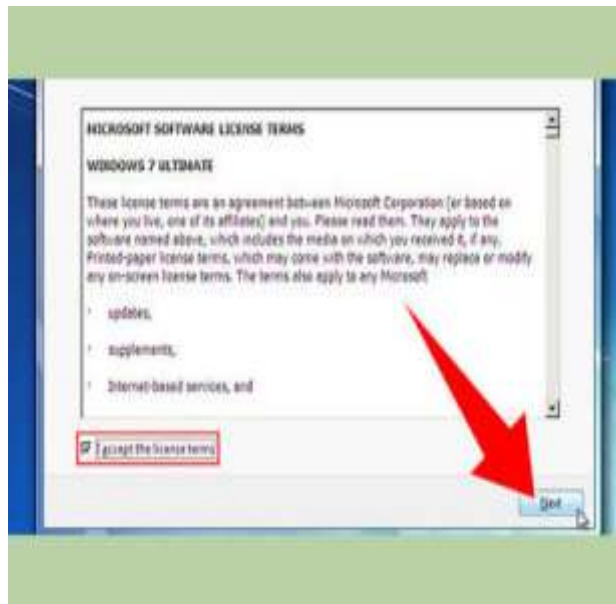 MICROSOFT SOFTWARE LICENSE TERMS
WINDOWS 7 ULTIMATE
These license terms are an agreement between Microsoft Corporation (or based on
where you live, one of its affiliates) and you. Please read them. They apply to the
software named above, which includes the media on which you received it, if any.
Printed-paper license terms, which may come with the software, may replace or modify
any on-screen license terms. The terms also apply to any Microsoft
· updates,
· supplements,
· Internet-based services, and
I accept the license terms
Next